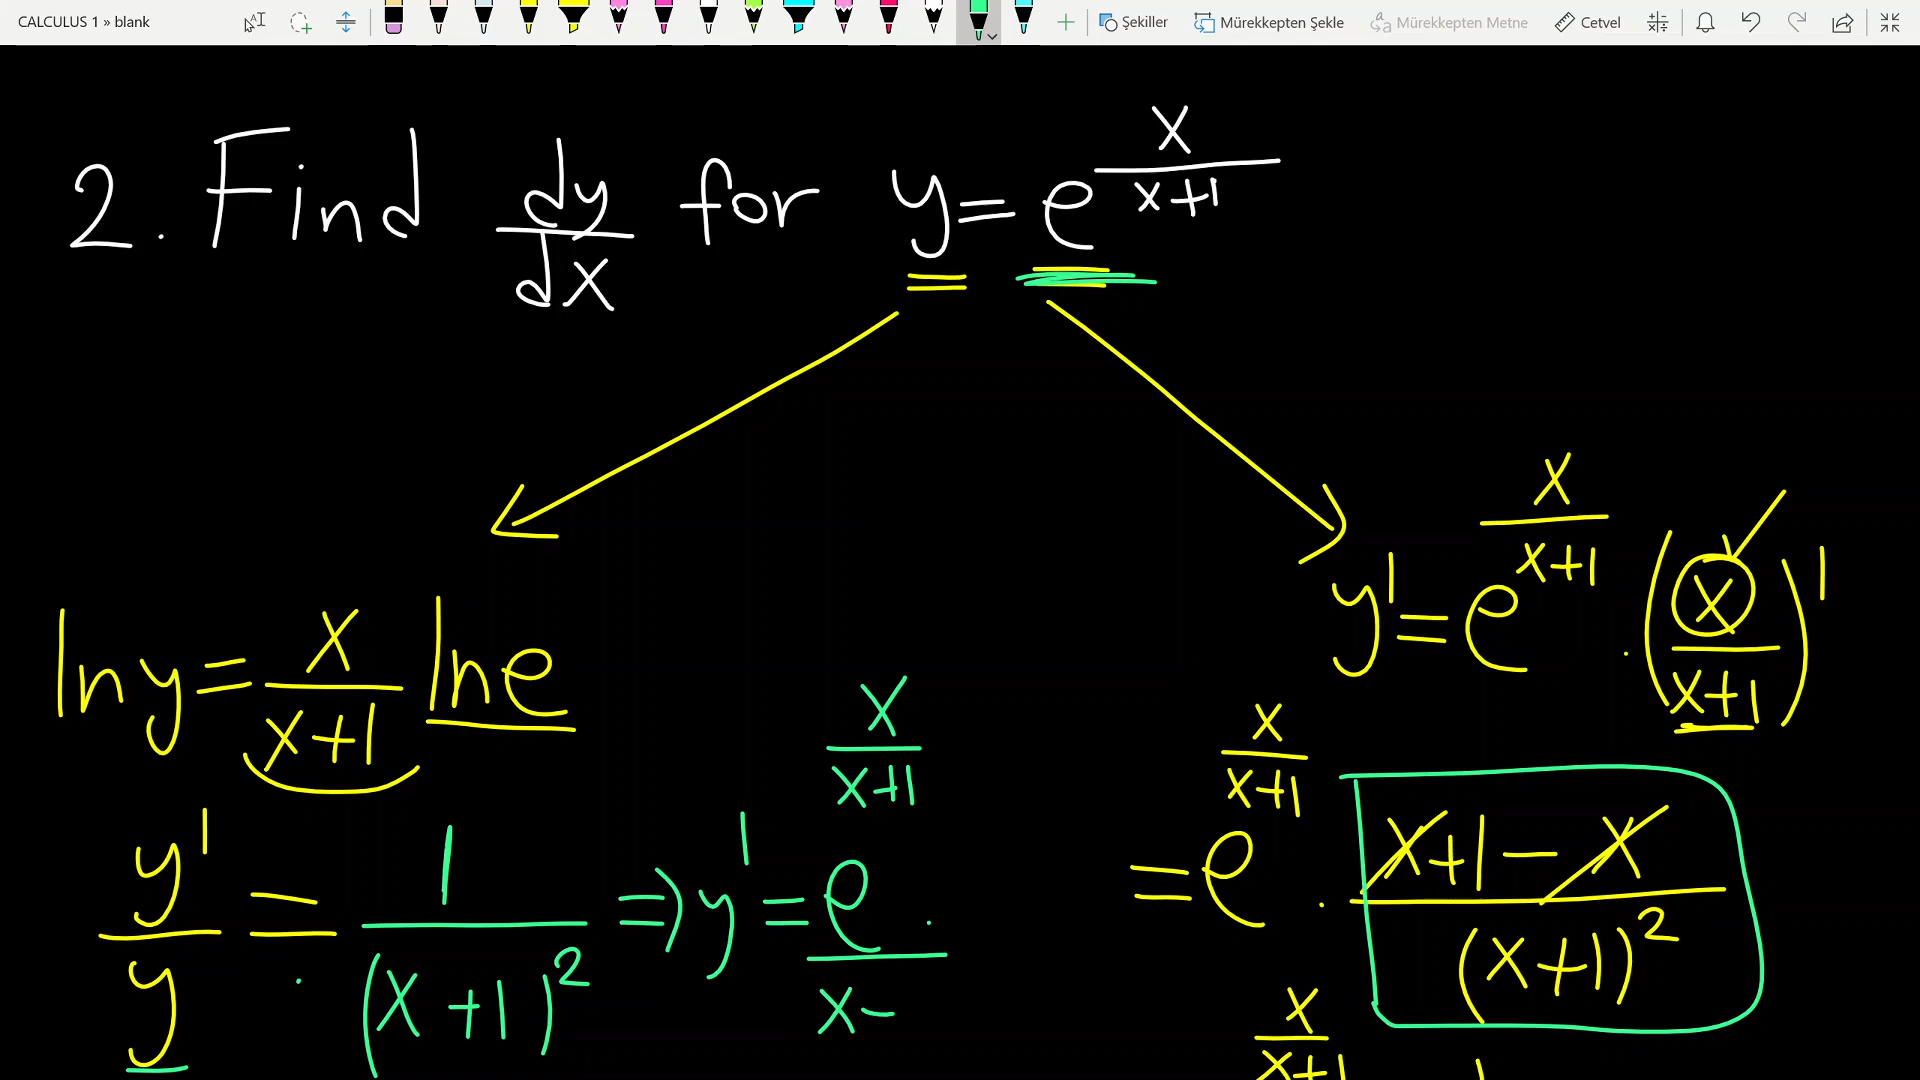 CALCULUS 1 » blank
Şekiller
Mürekkepten Şekle
Mürekkepten Metne
Cetvel
2. Find dy/dx for y = e^(x/(x+1))
ln y = x/(x+1) ln e
y'/y = 1/(x+1)^2 ⇒ y' = e^(x/(x+1)) . / x-
y' = e^(x/(x+1)) . (x/(x+1))'
= e^(x/(x+1)) . (x+1-x)/(x+1)^2
x/(x+1)